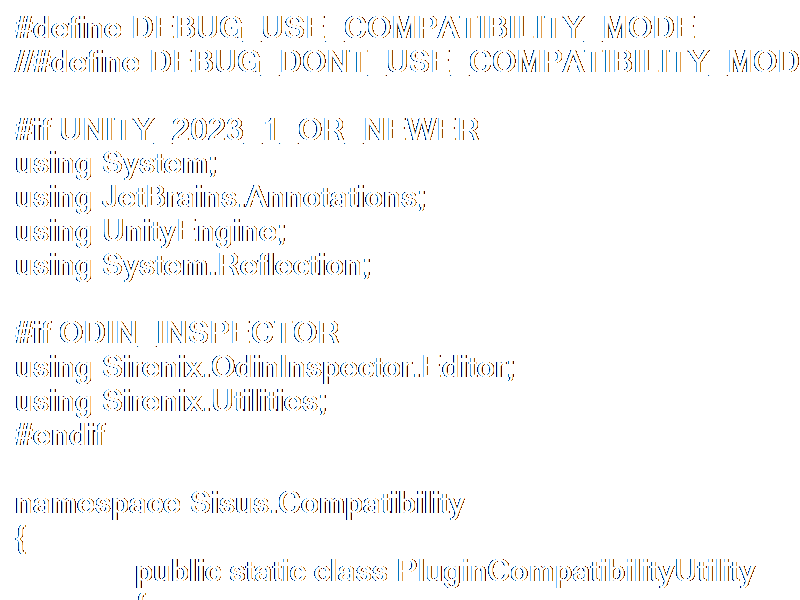 #define DEBUG_USE_COMPATIBILITY_MODE
//#define DEBUG_DONT_USE_COMPATIBILITY_MOD
#if UNITY_2023_1_OR_NEWER
using System;
using JetBrains.Annotations;
using UnityEngine;
using System.Reflection;
#if ODIN_INSPECTOR
using Sirenix.OdinInspector.Editor;
using Sirenix.Utilities;
#endif
namespace Sisus.Compatibility
{
public static class PluginCompatibilityUtility
{